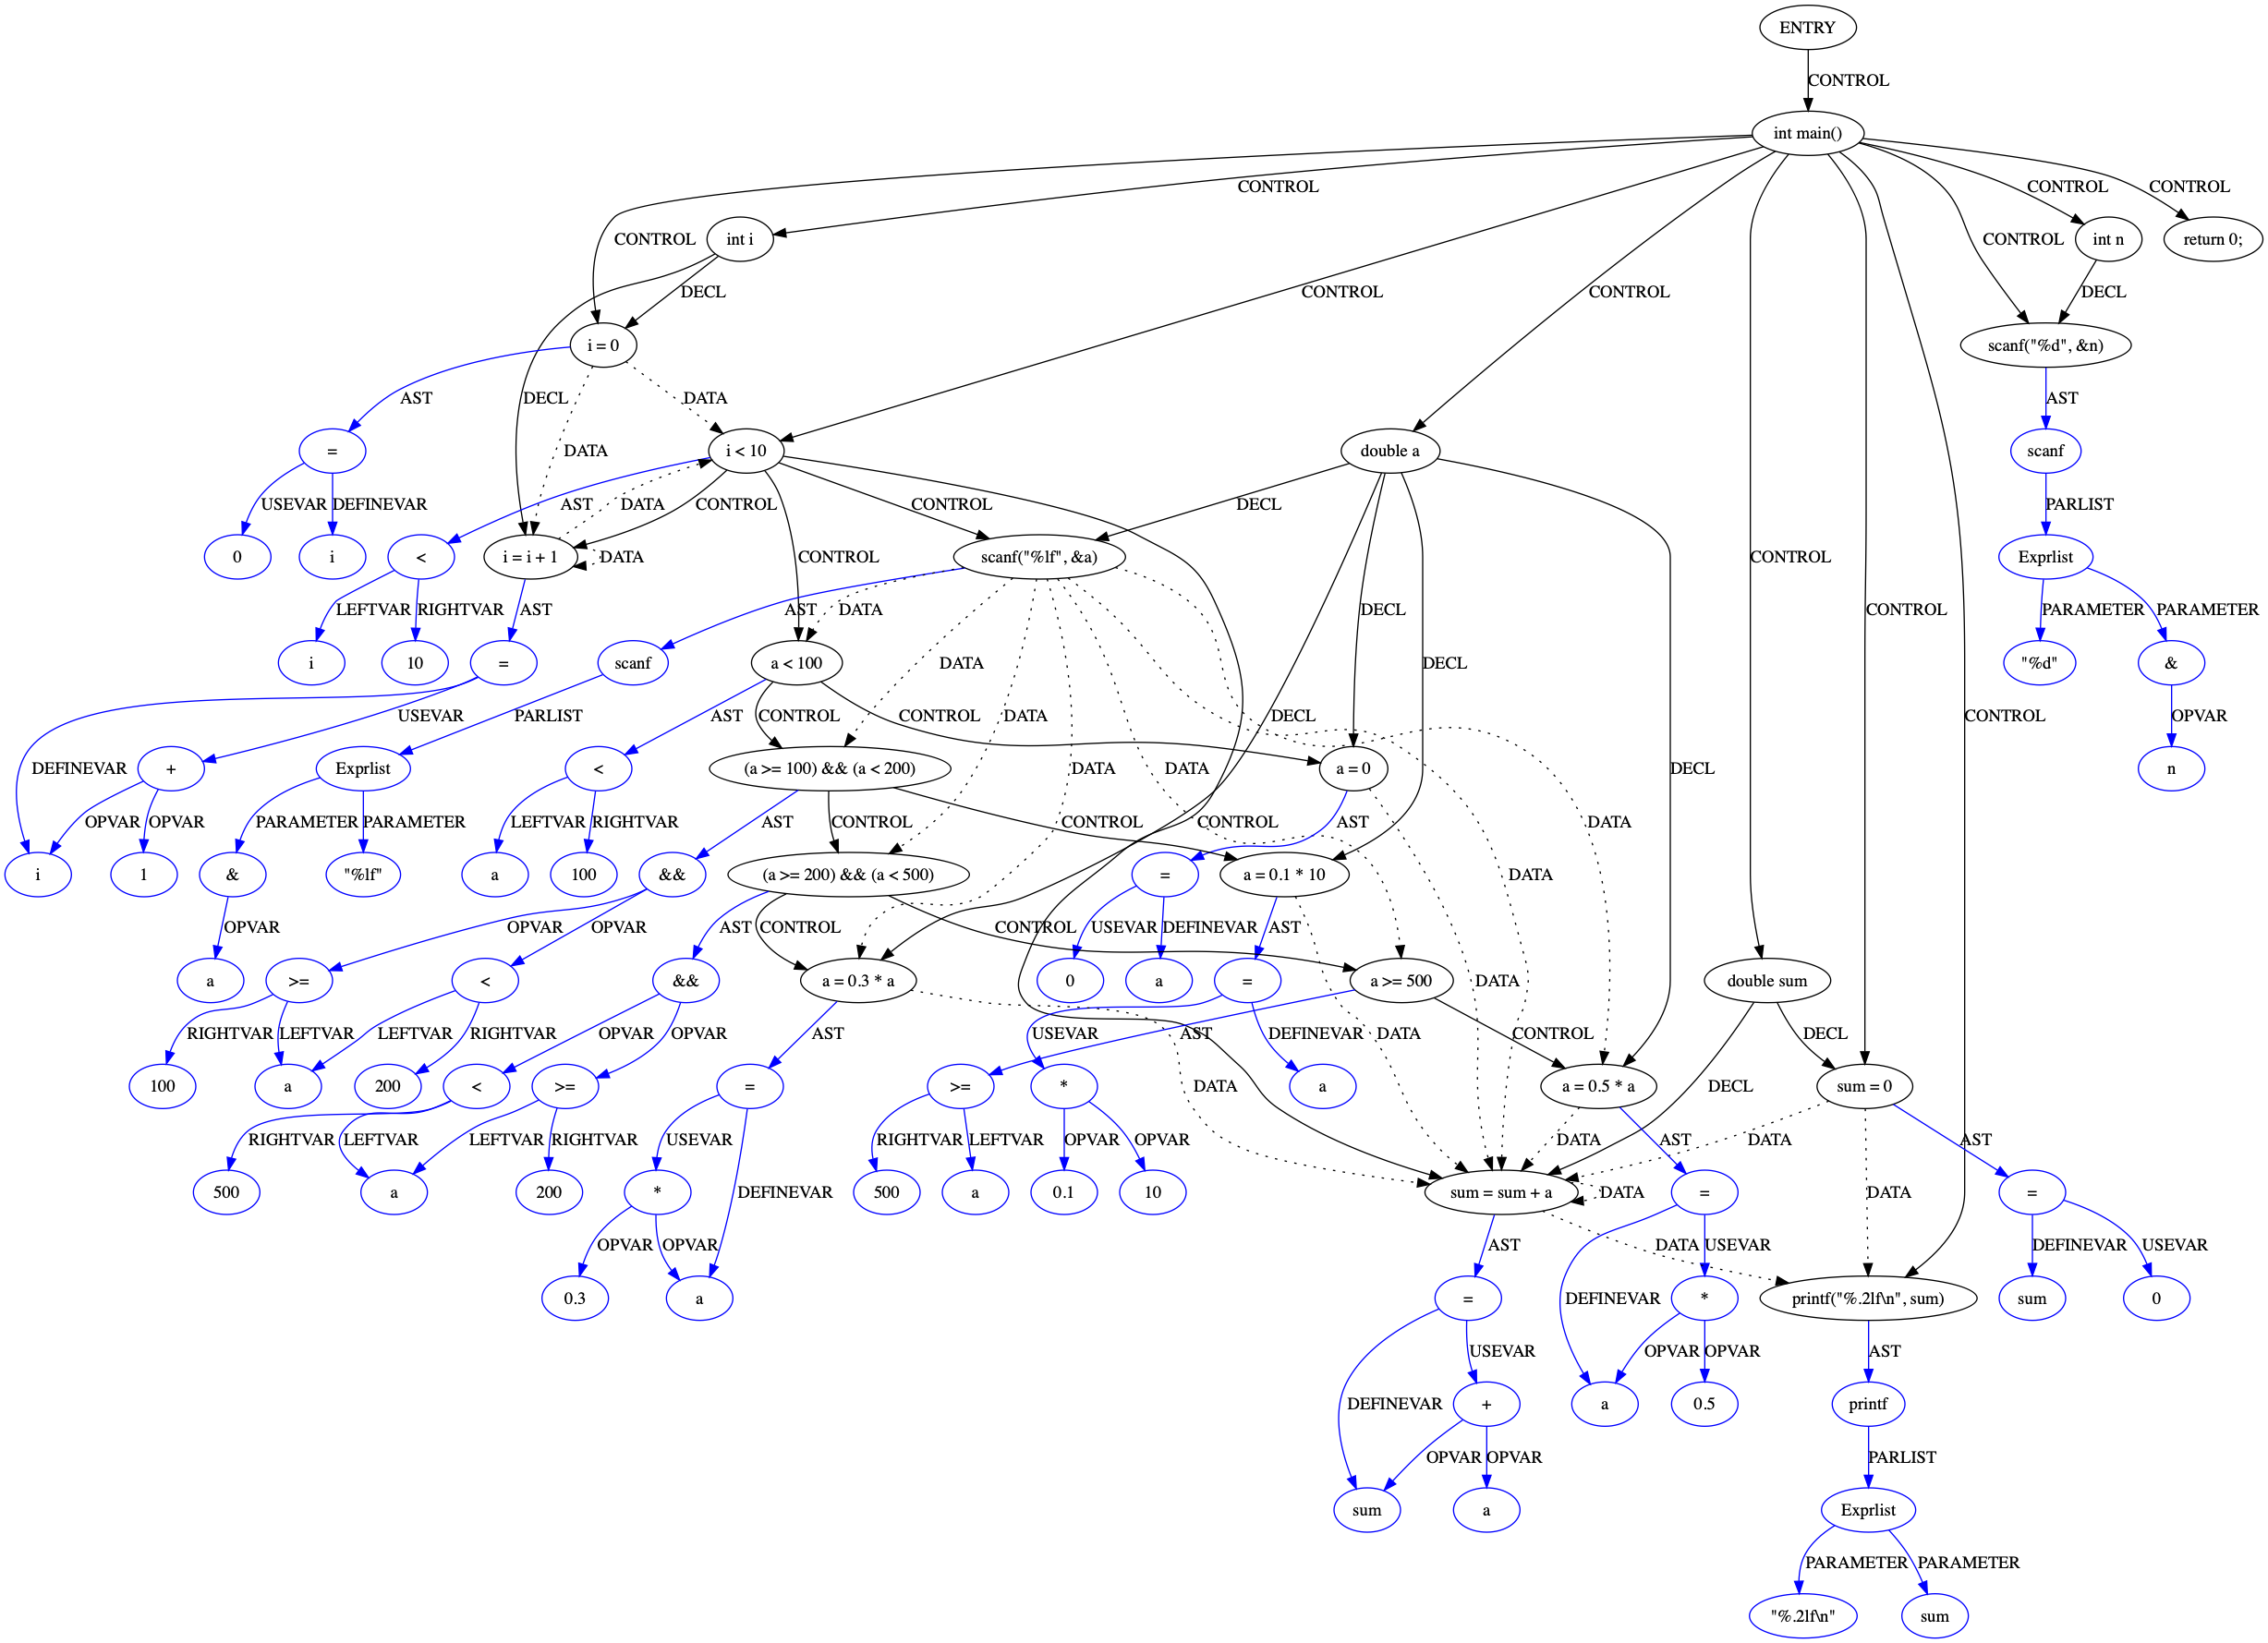 ENTRY
CONTROL
int main()
CONTROL
CONTROL
CONTROL
CONTROL
int i
CONTROL
CONTROL
int n
return 0;
DECL
CONTROL
CONTROL
DECL
i = 0
scanf("%d", &n)
AST
DECL
DATA
AST
=
DATA
i < 10
double a
scanf
USEVAR
DEFINEVAR
AST
DATA
CONTROL
CONTROL
DECL
PARLIST
0
i
<
i = i + 1
DATA
CONTROL
scanf("%lf", &a)
CONTROL
Exprlist
LEFTVAR
RIGHTVAR
AST
AST
DATA
DECL
CONTROL
PARAMETER
PARAMETER
i
10
=
scanf
a < 100
DATA
DECL
"%d"
&
USEVAR
PARLIST
AST
CONTROL
CONTROL
DATA
DECL
CONTROL
OPVAR
DEFINEVAR
+
Exprlist
<
(a >= 100) && (a < 200)
DATA
DATA
a = 0
DECL
n
OPVAR
OPVAR
PARAMETER
PARAMETER
LEFTVAR
RIGHTVAR
AST
CONTROL
CONTROL
CONTROL
AST
DATA
i
1
&
"%lf"
a
100
&&
(a >= 200) && (a < 500)
=
a = 0.1 * 10
DATA
OPVAR
OPVAR
OPVAR
AST
CONTROL
CONTROL
USEVAR
DEFINEVAR
AST
a
>=
<
&&
a = 0.3 * a
0
a
=
DATA
a >= 500
double sum
RIGHTVAR
LEFTVAR
LEFTVAR
RIGHTVAR
OPVAR
OPVAR
AST
USEVAR
AST
DEFINEVAR
DATA
CONTROL
DECL
100
a
200
<
>=
=
DATA
>=
*
a
a = 0.5 * a
DECL
sum = 0
RIGHTVAR
LEFTVAR
LEFTVAR
RIGHTVAR
USEVAR
RIGHTVAR
LEFTVAR
OPVAR
OPVAR
DATA
AST
DATA
AST
500
a
200
*
DEFINEVAR
500
a
0.1
10
sum = sum + a
DATA
=
DATA
=
OPVAR
OPVAR
AST
DATA
USEVAR
DEFINEVAR
USEVAR
0.3
a
=
DEFINEVAR
*
printf("%.2lf\n", sum)
sum
0
USEVAR
OPVAR
OPVAR
AST
DEFINEVAR
+
a
0.5
printf
OPVAR
OPVAR
PARLIST
sum
a
Exprlist
PARAMETER
PARAMETER
"%.2lf\n"
sum